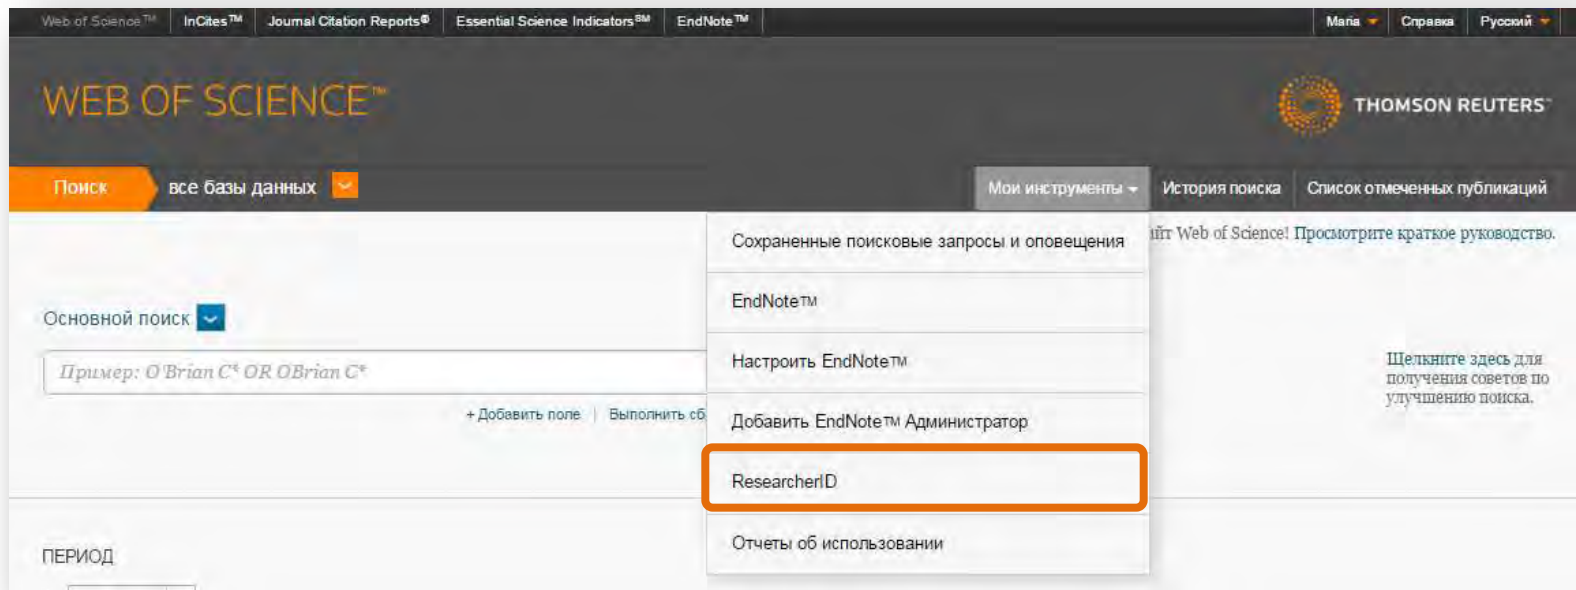 Web of Science™ InCites™ Journal Citation Reports® Essential Science Indicators℠ EndNote™ Maria Справка Русский
WEB OF SCIENCE™
THOMSON REUTERS™
Поиск все базы данных Мои инструменты История поиска Список отмеченных публикаций
Сохраненные поисковые запросы и оповещения
Web of Science! Просмотрите краткое руководство.
EndNote™
Основной поиск
Настроить EndNote™
Пример: O'Brian C* OR OBrian C*
Щелкните здесь для
получения советов по
улучшению поиска.
+ Добавить поле | Выполнить сб
Добавить EndNote™ Администратор
ResearcherID
Отчеты об использовании
ПЕРИОД